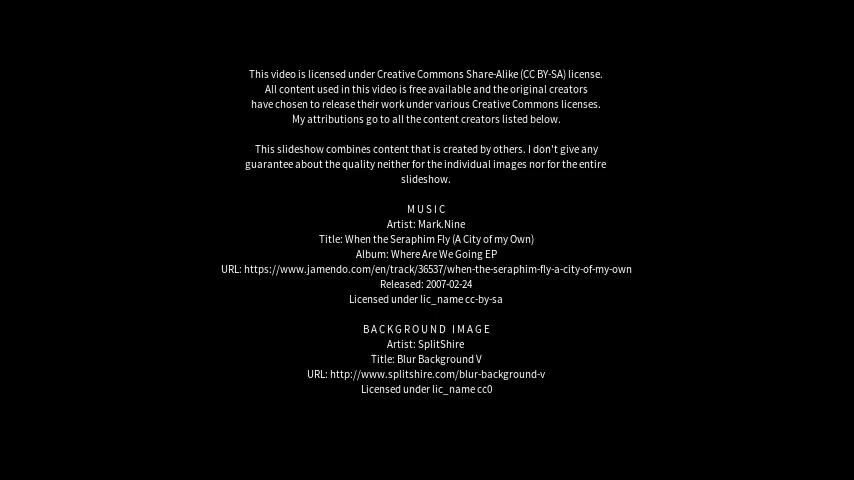 This video is licensed under Creative Commons Share-Alike (CC BY-SA) license.
All content used in this video is free available and the original creators
have chosen to release their work under various Creative Commons licenses.
My attributions go to all the content creators listed below.
This slideshow combines content that is created by others. I don't give any
guarantee about the quality neither for the individual images nor for the entire
slideshow.
MUSIC
Artist: Mark.Nine
Title: When the Seraphim Fly (A City of my Own)
Album: Where Are We Going EP
URL: https://www.jamendo.com/en/track/36537/when-the-seraphim-fly-a-city-of-my-own
Released: 2007-02-24
Licensed under lic_name cc-by-sa
BACKGROUND IMAGE
Artist: SplitShire
Title: Blur Background V
URL: http://www.splitshire.com/blur-background-v
Licensed under lic_name cc0